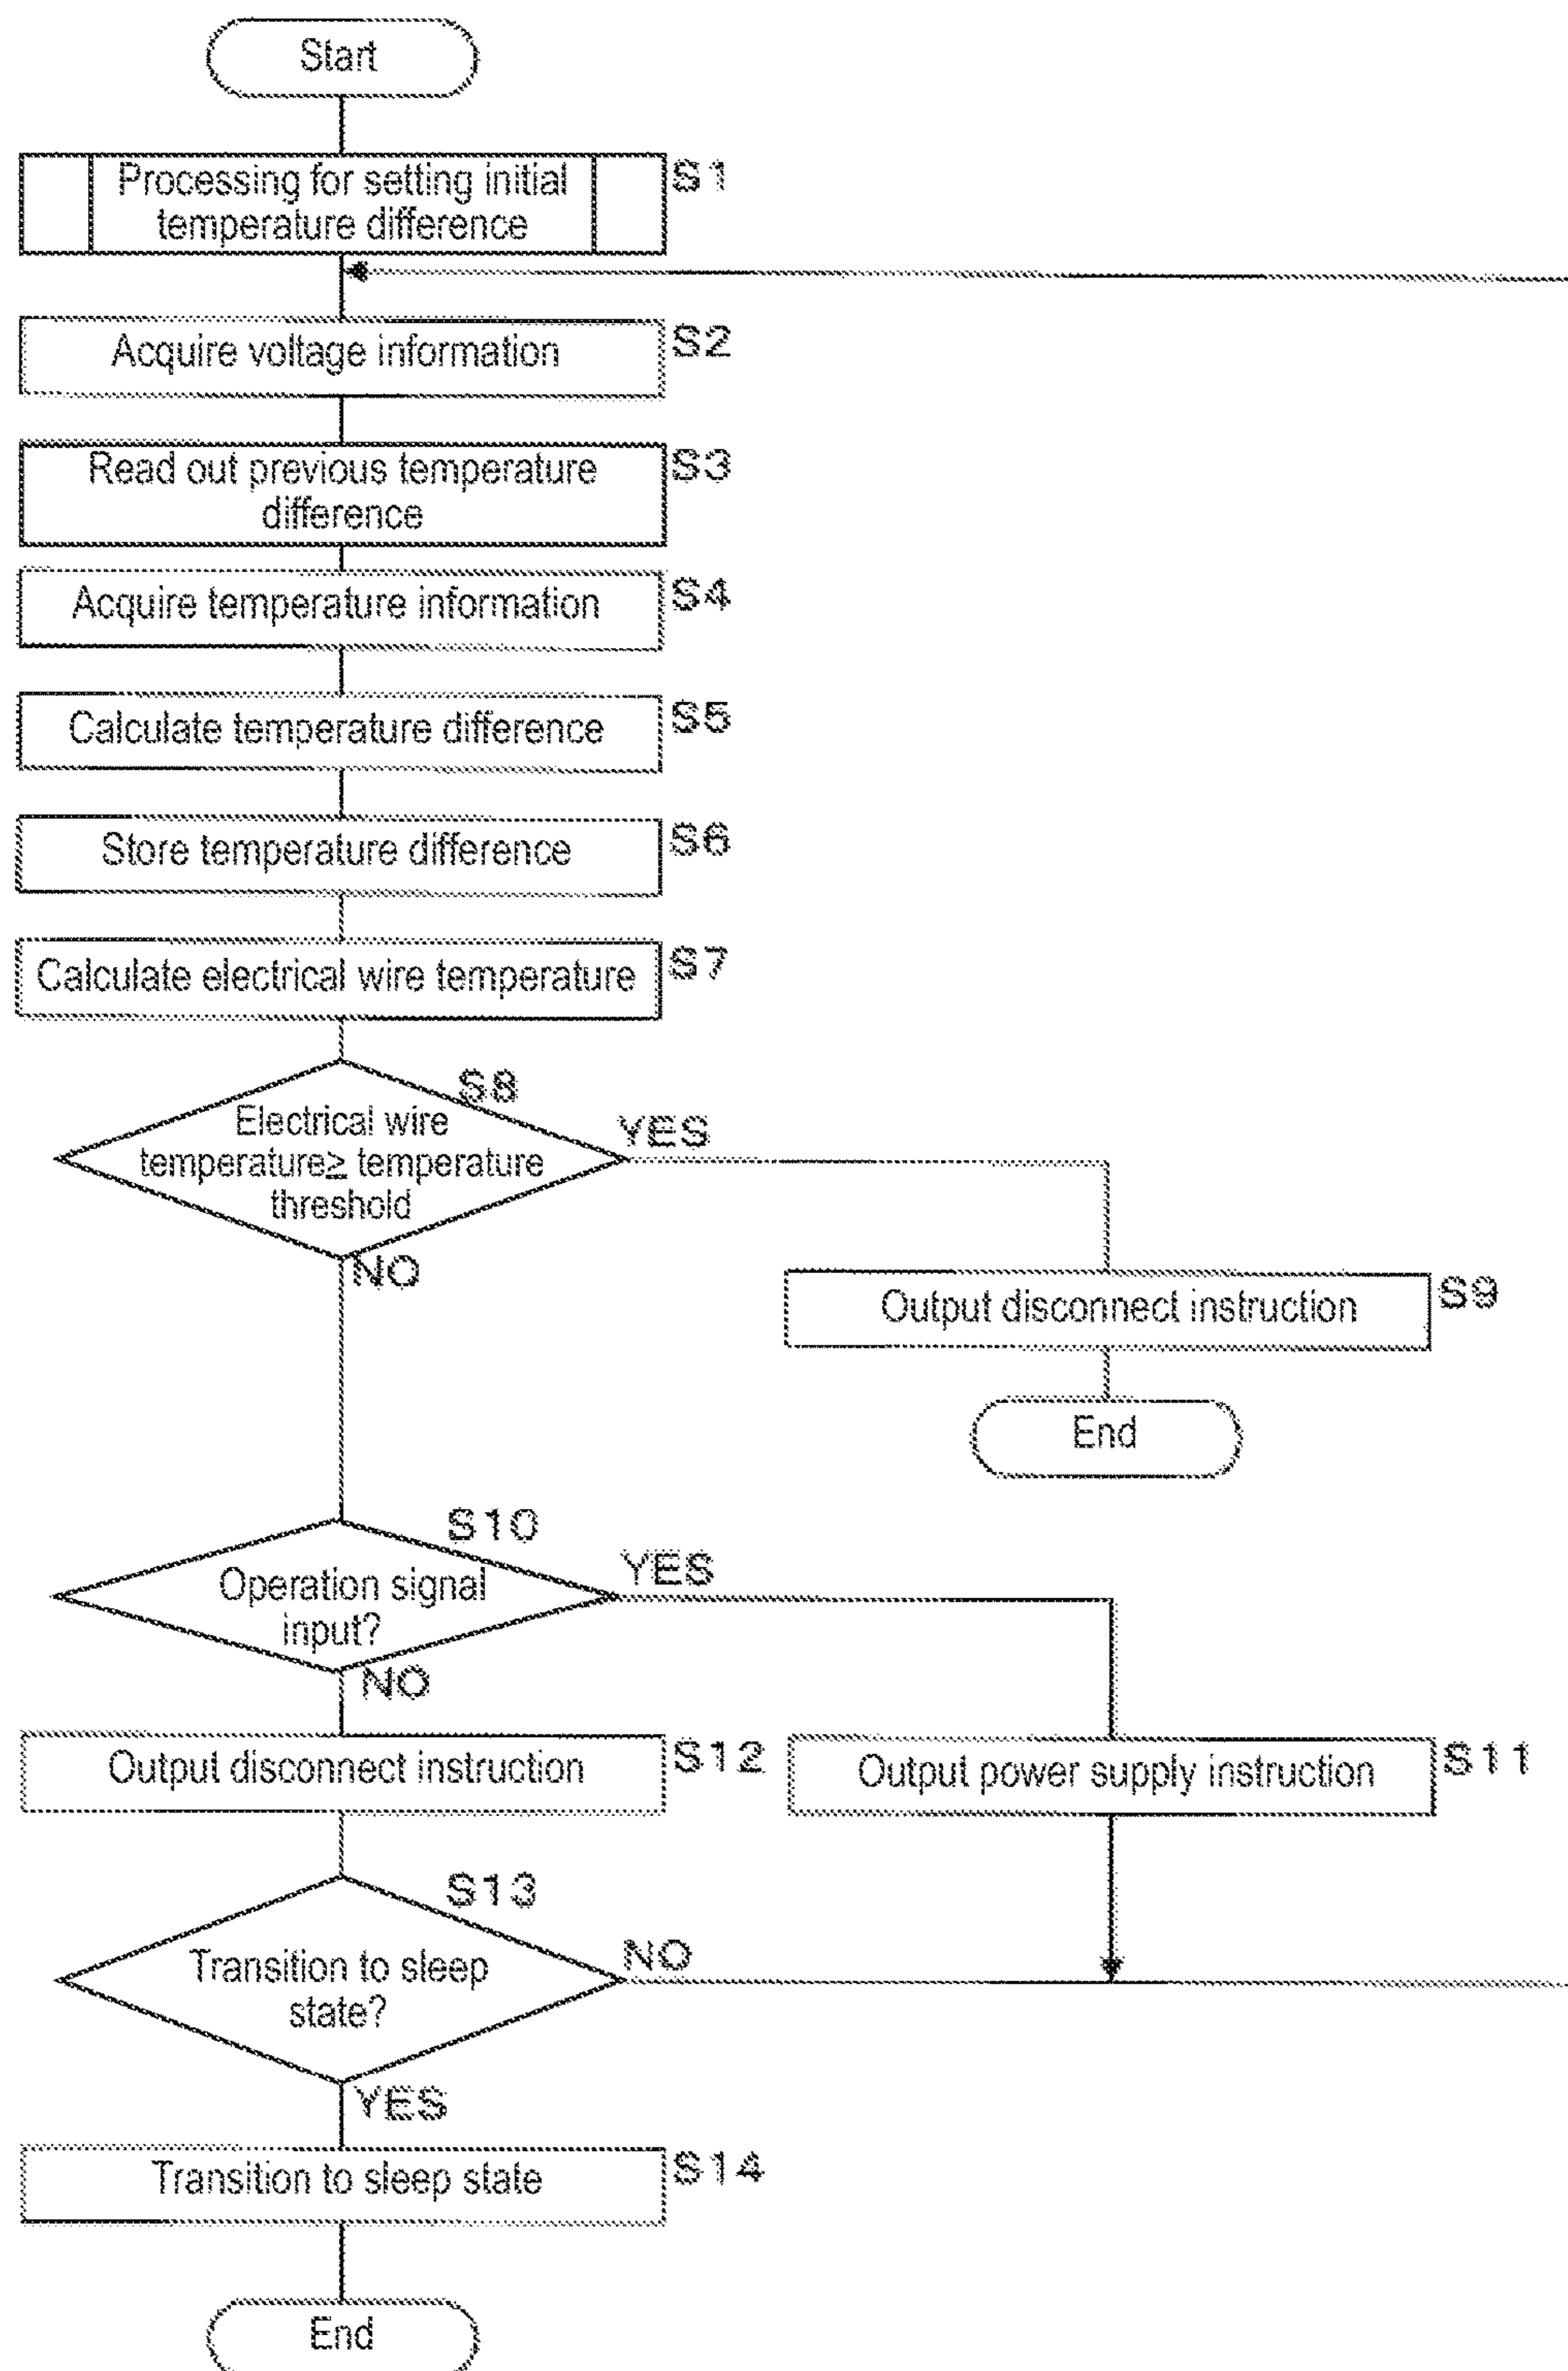 Start
Processing for setting initial
temperature difference
S1
Acquire voltage information
S2
Read out previous temperature
difference
S3
Acquire temperature information
S4
Calculate temperature difference
S5
Store temperature difference
S6
Calculate electrical wire temperature
S7
S8
Electrical wire
temperature≥ temperature
threshold
YES
NO
Output disconnect instruction
S9
End
S10
Operation signal
input?
YES
NO
Output disconnect instruction
S12
Output power supply instruction
S11
S13
Transition to sleep
state?
NO
YES
Transition to sleep state
S14
End